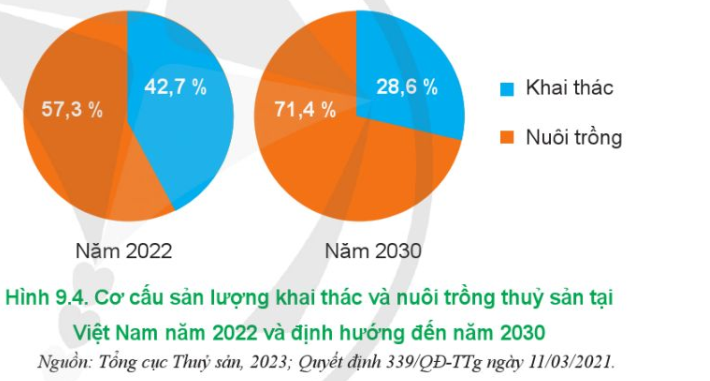 42,7 %
57,3 %
28,6 %
71,4 %
Khai thác
Nuôi trồng
Năm 2022
Năm 2030
Hình 9.4. Cơ cấu sản lượng khai thác và nuôi trồng thuỷ sản tại
Việt Nam năm 2022 và định hướng đến năm 2030
Nguồn: Tổng cục Thuỷ sản, 2023; Quyết định 339/QĐ-TTg ngày 11/03/2021.